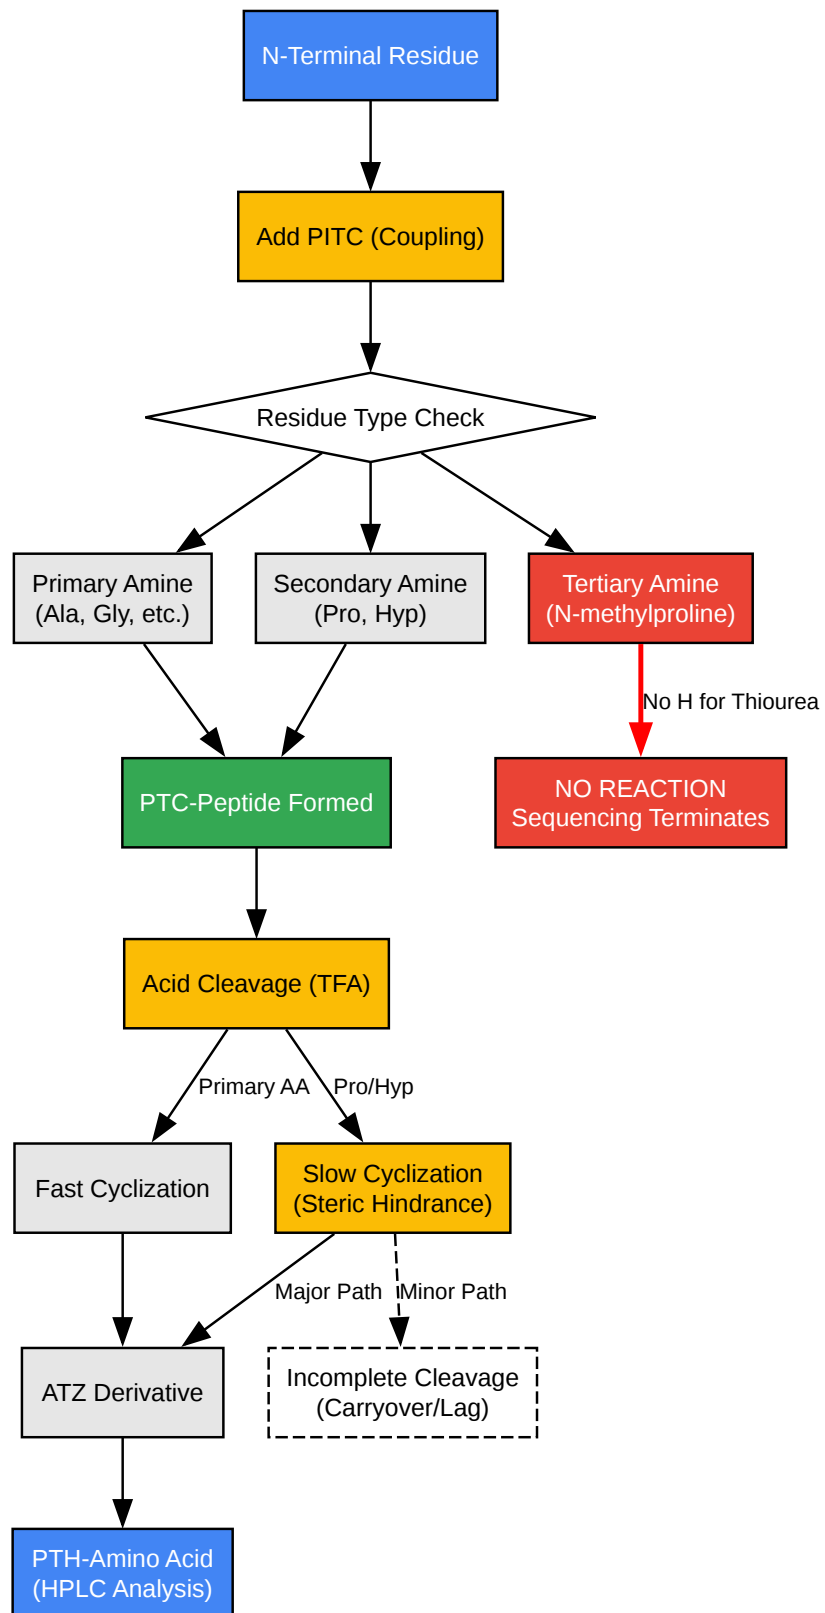 N-Terminal Residue
Add PITC (Coupling)
Residue Type Check
Primary Amine
(Ala, Gly, etc.)
Secondary Amine
(Pro, Hyp)
Tertiary Amine
(N-methylproline)
No H for Thiourea
PTC-Peptide Formed
NO REACTION
Sequencing Terminates
Acid Cleavage (TFA)
Primary AA
Pro/Hyp
Fast Cyclization
Slow Cyclization
(Steric Hindrance)
Major Path
Minor Path
ATZ Derivative
Incomplete Cleavage
(Carryover/Lag)
PTH-Amino Acid
(HPLC Analysis)